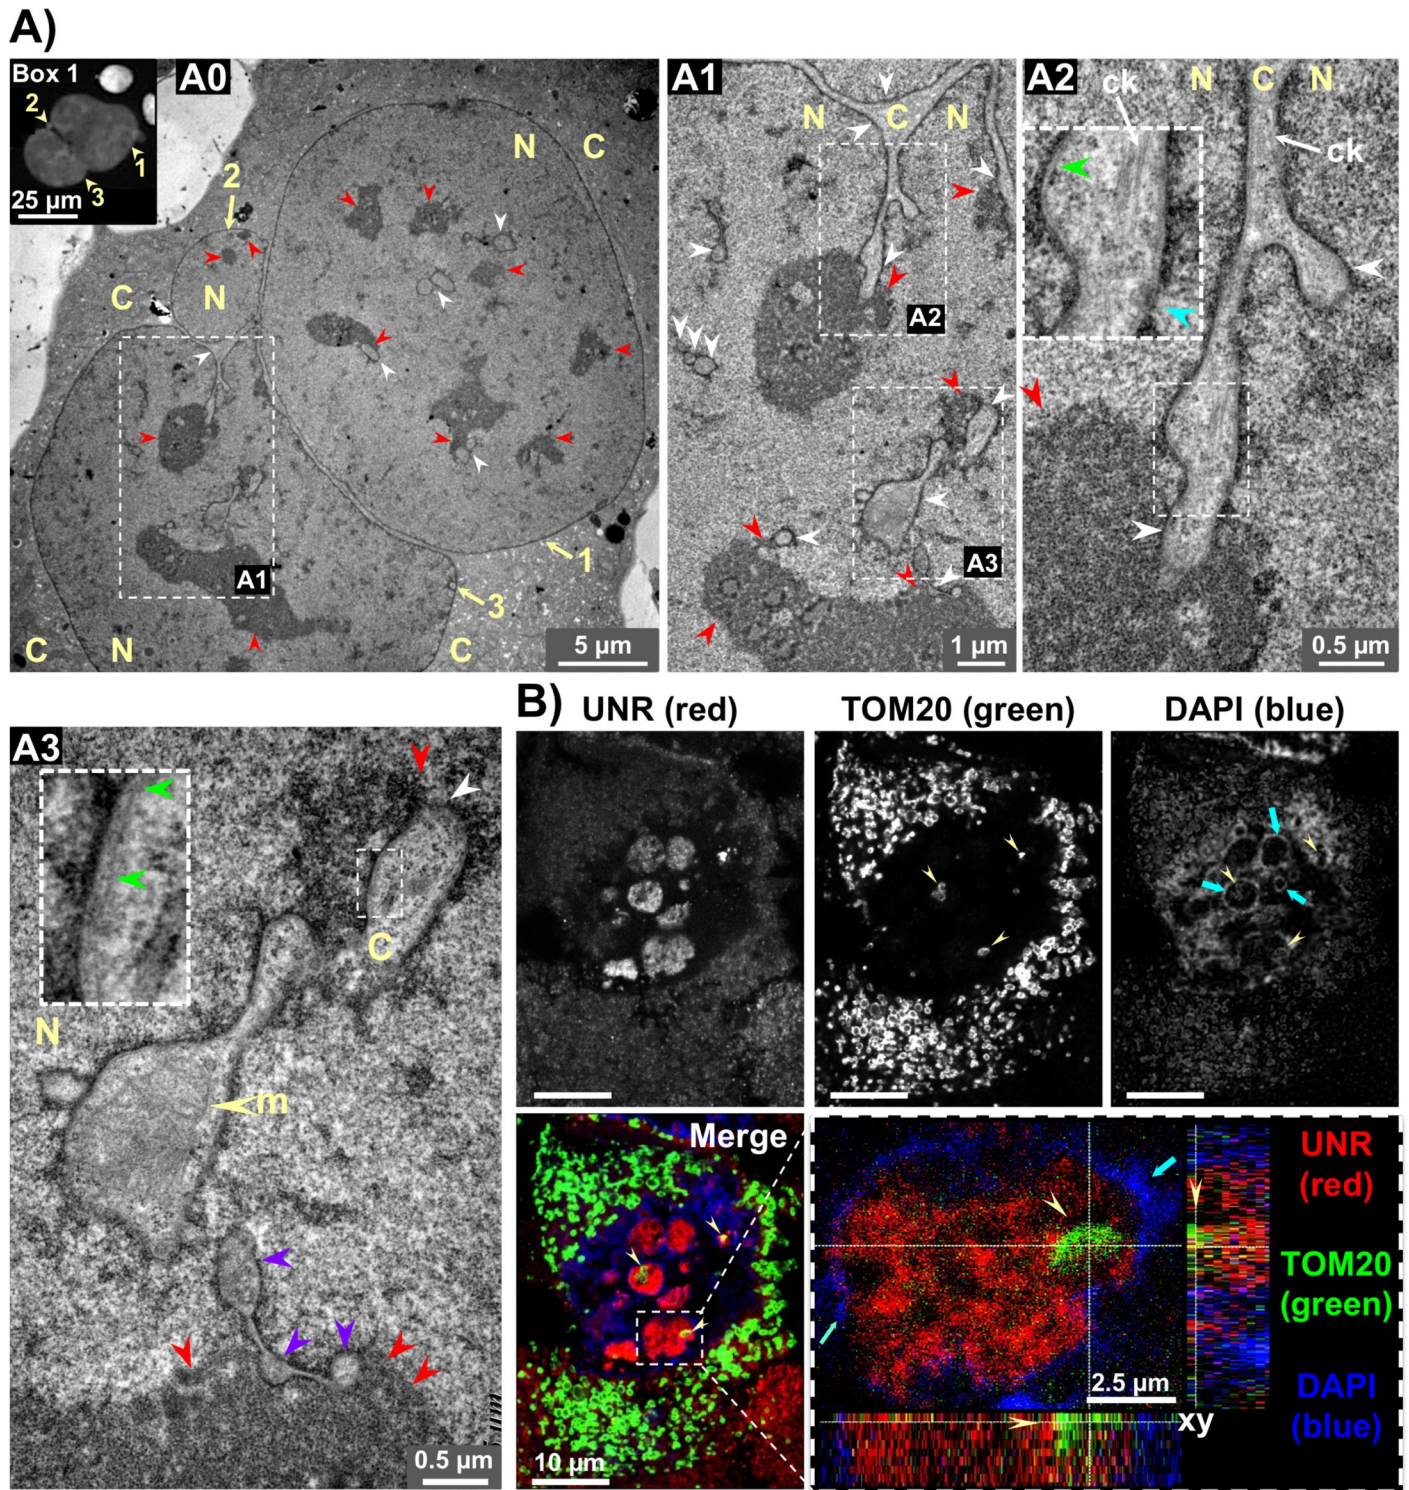 A)
Box 1
2
1
3
25 µm
A0
N
C
2
C
N
A1
1
3
C
N
C
5 µm
A1
N
C
N
A2
A3
1 µm
A2
ck
N
C
N
ck
0.5 µm
A3
C
N
m
0.5 µm
B)
UNR (red)
TOM20 (green)
DAPI (blue)
Merge
10 µm
2.5 µm
xy
UNR
(red)
TOM20
(green)
DAPI
(blue)